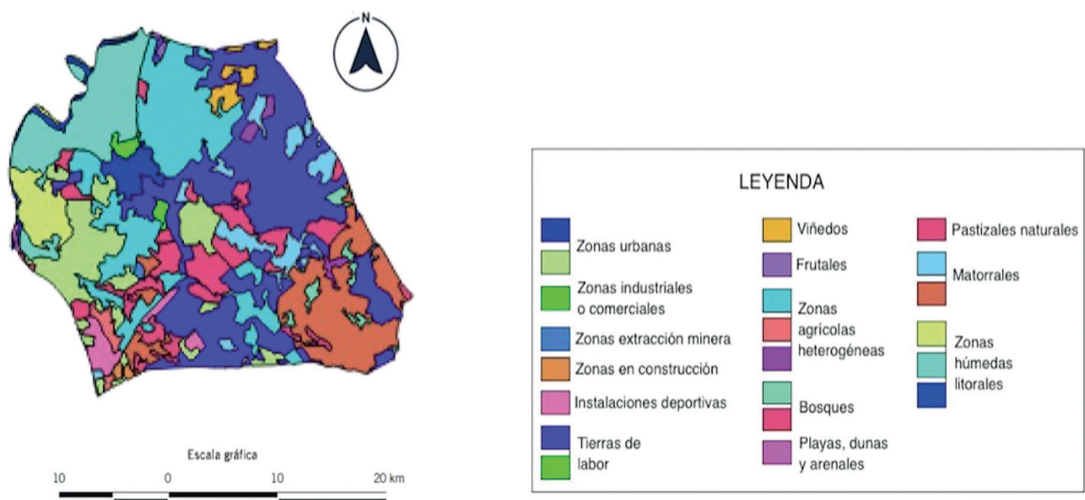 N
LEYENDA
Zonas urbanas
Zonas industriales
o comerciales
Zonas extracción minera
Zonas en construcción
Instalaciones deportivas
Tierras de
labor
Viñedos
Frutales
Zonas
agrícolas
heterogéneas
Bosques
Playas, dunas
y arenales
Pastizales naturales
Matorrales
Zonas
húmedas
litorales
Escala gráfica
10 0 10 20 km